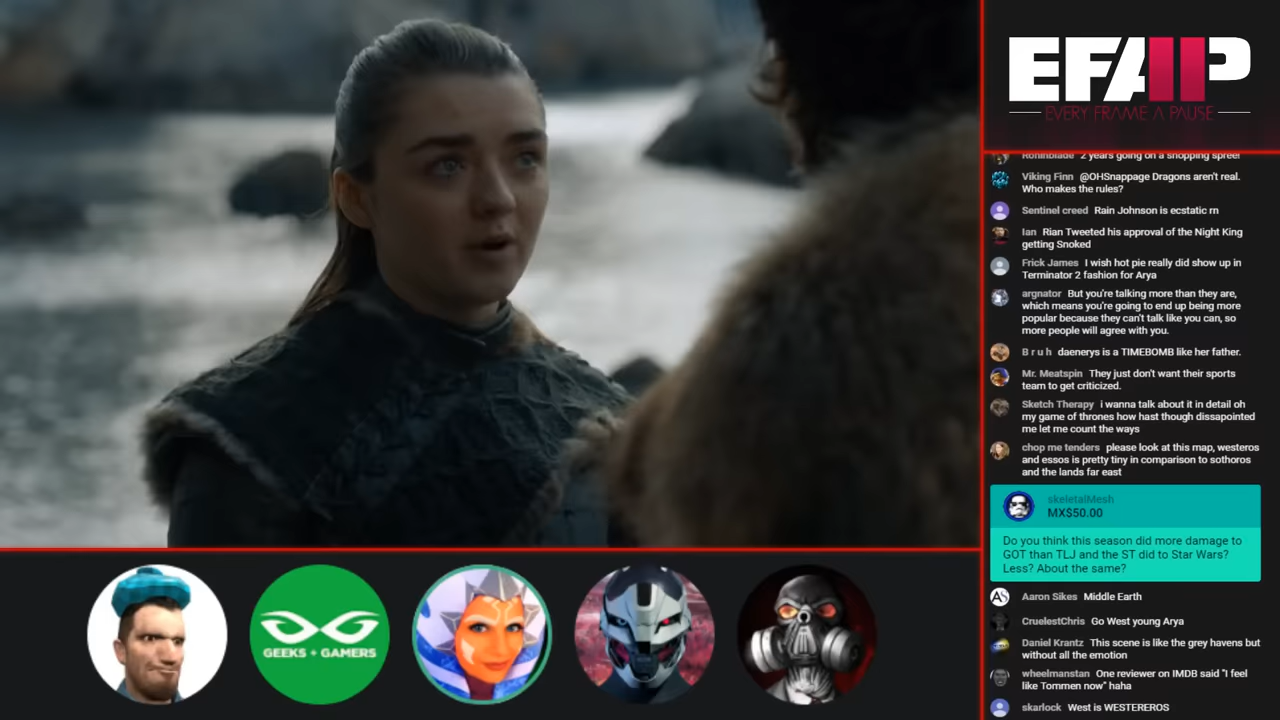 EFAP
EVERY FRAME A PAUSE
Roninblade 2 years going on a shopping spree!
Viking Finn @OHSnappage Dragons aren't real.
Who makes the rules?
Sentinel creed Rain Johnson is ecstatic rn
Ian Rian Tweeted his approval of the Night King
getting Snoked
Frick James I wish hot pie really did show up in
Terminator 2 fashion for Arya
argnator But you're talking more than they are,
which means you're going to end up being more
popular because they can't talk like you can, so
more people will agree with you.
B r u h daenerys is a TIMEBOMB like her father.
Mr. Meatspin They just don't want their sports
team to get criticized.
Sketch Therapy i wanna talk about it in detail oh
my game of thrones how hast though dissapointed
me let me count the ways
chop me tenders please look at this map, westeros
and essos is pretty tiny in comparison to sothoros
and the lands far east
skeletalMesh
MX$50.00
Do you think this season did more damage to
GOT than TLJ and the ST did to Star Wars?
Less? About the same?
AS Aaron Sikes Middle Earth
CruelestChris Go West young Arya
Daniel Krantz This scene is like the grey havens but
without all the emotion
wheelmanstan One reviewer on IMDB said "I feel
like Tommen now" haha
skarlock West is WESTEREROS
GEEKS + GAMERS